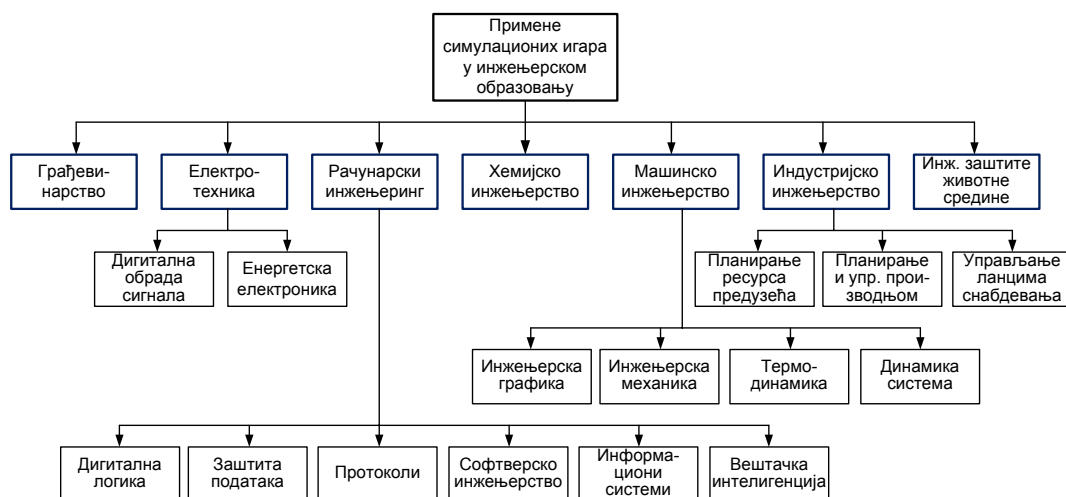 Примене
симулационих игара
у инжењерском
образовању
Грађеви-
нарство
Електро-
техника
Рачунарски
инжењеринг
Хемијско
инжењерство
Машинско
инжењерство
Индустријско
инжењерство
Инж. заштите
животне
средине
Дигитална
обрада
сигнала
Енергетска
електроника
Планирање
ресурса
предузећа
Планирање
и упр. прои-
зводњом
Управљање
ланцима
снабдевања
Инжењерска
графика
Инжењерска
механика
Термо-
динамика
Динамика
система
Дигитална
логика
Заштита
података
Протоколи
Софтверско
инжењерство
Информа-
циони
системи
Вештачка
интелигенција